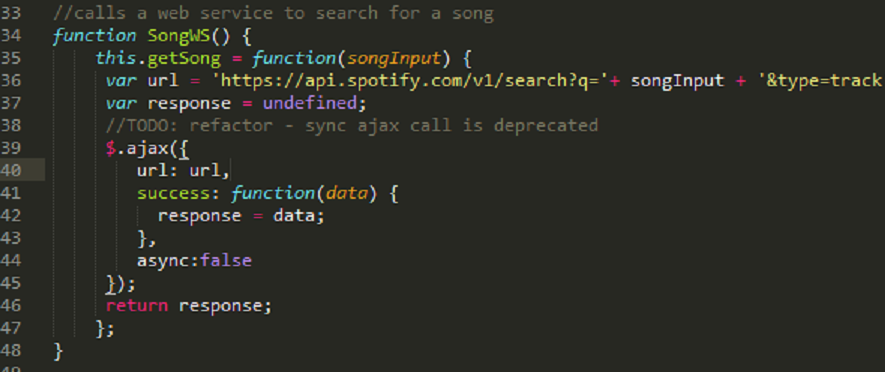 33 //calls a web service to search for a song
34 function SongWS() {
35 this.getSong = function(songInput) {
36 var url = 'https://api.spotify.com/v1/search?q='+ songInput + '&type=track
37 var response = undefined;
38 //TODO: refactor - sync ajax call is deprecated
39 $.ajax({
40 url: url,
41 success: function(data) {
42 response = data;
43 },
44 async:false
45 });
46 return response;
47 };
48 }